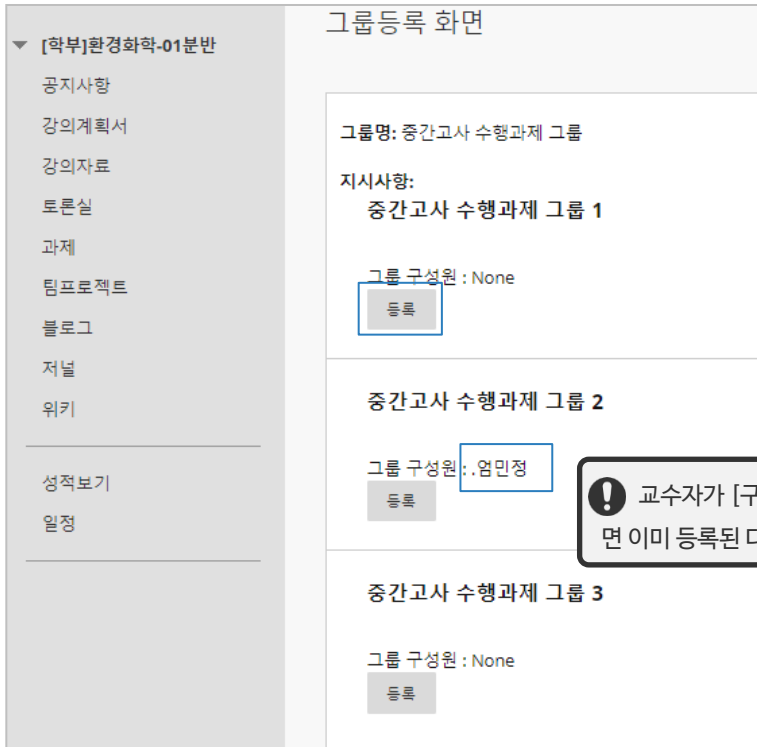 [학부]환경화학-01분반
공지사항
강의계획서
강의자료
토론실
과제
팀프로젝트
블로그
저널
위키
성적보기
일정
그룹등록 화면
그룹명: 중간고사 수행과제 그룹
지시사항:
중간고사 수행과제 그룹 1
그룹 구성원 : None
등록
중간고사 수행과제 그룹 2
그룹 구성원 : .엄민정
등록
교수자가 [구
면 이미 등록된
중간고사 수행과제 그룹 3
그룹 구성원 : None
등록